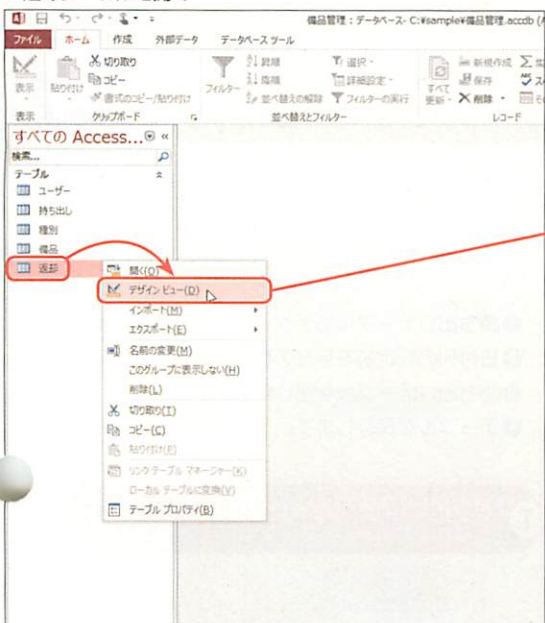 備品管理 : データベース- C:¥sample¥備品管理.accdb (A
ファイル ホーム 作成 外部データ データベース ツール
表示
貼り付け
切り取り
コピー
書式のコピー/貼り付け
フィルター
昇順
降順
並べ替えの解除
選択
詳細設定
フィルターの実行
すべて
更新
新規作成
保存
削除
表示 クリップボード 並べ替えとフィルター レコード
すべての Access...
検索...
テーブル
ユーザー
持ち出し
種別
備品
返却
開く(O)
デザイン ビュー(D)
インポート(M)
エクスポート(E)
名前の変更(M)
このグループに表示しない(H)
削除(L)
切り取り(T)
コピー(C)
貼り付け(P)
リンク テーブル マネージャー(K)
ローカル テーブルに変換(V)
テーブル プロパティ(B)